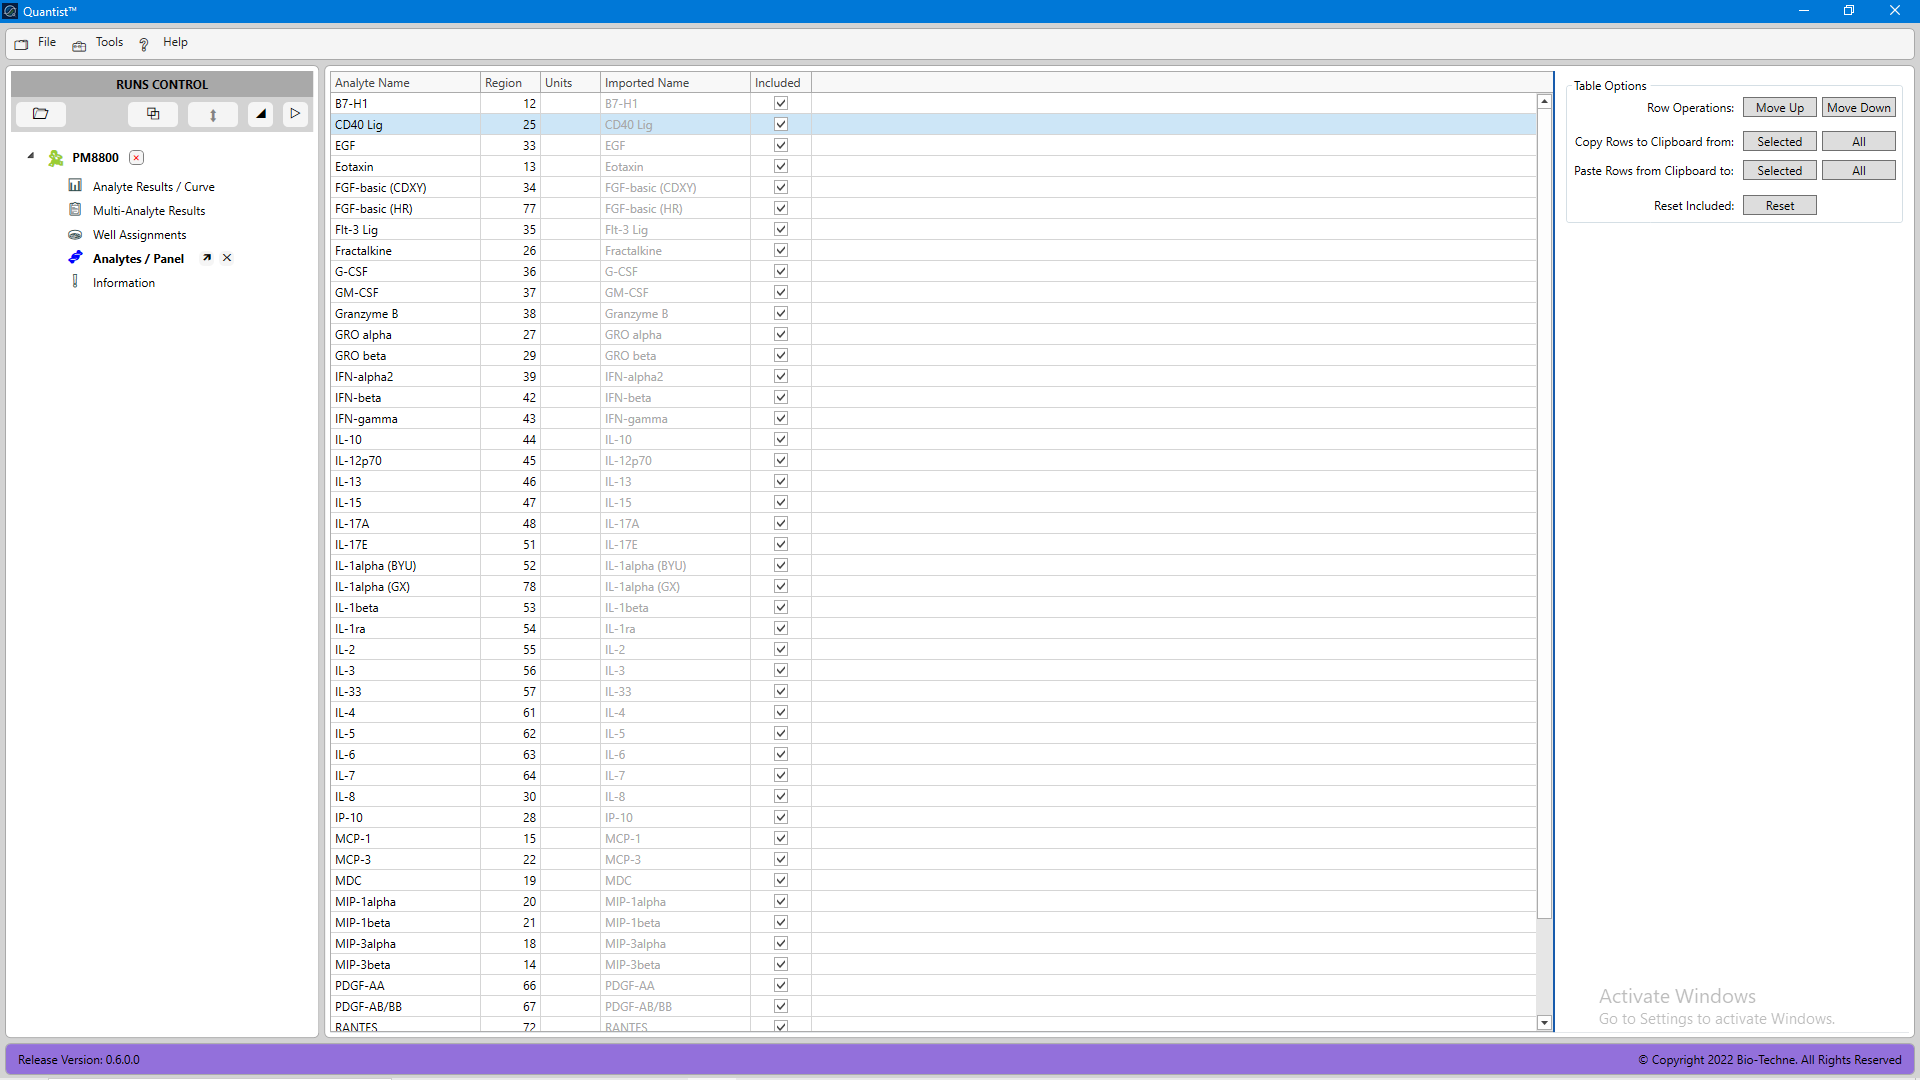 Quantist™
File Tools Help
RUNS CONTROL
PM8800
Analyte Results / Curve
Multi-Analyte Results
Well Assignments
Analytes / Panel
Information
Analyte Name Region Units Imported Name Included
B7-H1 12 B7-H1
CD40 Lig 25 CD40 Lig
EGF 33 EGF
Eotaxin 13 Eotaxin
FGF-basic (CDXY) 34 FGF-basic (CDXY)
FGF-basic (HR) 77 FGF-basic (HR)
Flt-3 Lig 35 Flt-3 Lig
Fractalkine 26 Fractalkine
G-CSF 36 G-CSF
GM-CSF 37 GM-CSF
Granzyme B 38 Granzyme B
GRO alpha 27 GRO alpha
GRO beta 29 GRO beta
IFN-alpha2 39 IFN-alpha2
IFN-beta 42 IFN-beta
IFN-gamma 43 IFN-gamma
IL-10 44 IL-10
IL-12p70 45 IL-12p70
IL-13 46 IL-13
IL-15 47 IL-15
IL-17A 48 IL-17A
IL-17E 51 IL-17E
IL-1alpha (BYU) 52 IL-1alpha (BYU)
IL-1alpha (GX) 78 IL-1alpha (GX)
IL-1beta 53 IL-1beta
IL-1ra 54 IL-1ra
IL-2 55 IL-2
IL-3 56 IL-3
IL-33 57 IL-33
IL-4 61 IL-4
IL-5 62 IL-5
IL-6 63 IL-6
IL-7 64 IL-7
IL-8 30 IL-8
IP-10 28 IP-10
MCP-1 15 MCP-1
MCP-3 22 MCP-3
MDC 19 MDC
MIP-1alpha 20 MIP-1alpha
MIP-1beta 21 MIP-1beta
MIP-3alpha 18 MIP-3alpha
MIP-3beta 14 MIP-3beta
PDGF-AA 66 PDGF-AA
PDGF-AB/BB 67 PDGF-AB/BB
RANTES 72 RANTES
Table Options
Row Operations: Move Up Move Down
Copy Rows to Clipboard from: Selected All
Paste Rows from Clipboard to: Selected All
Reset Included: Reset
Activate Windows
Go to Settings to activate Windows.
Release Version: 0.6.0.0
© Copyright 2022 Bio-Techne. All Rights Reserved